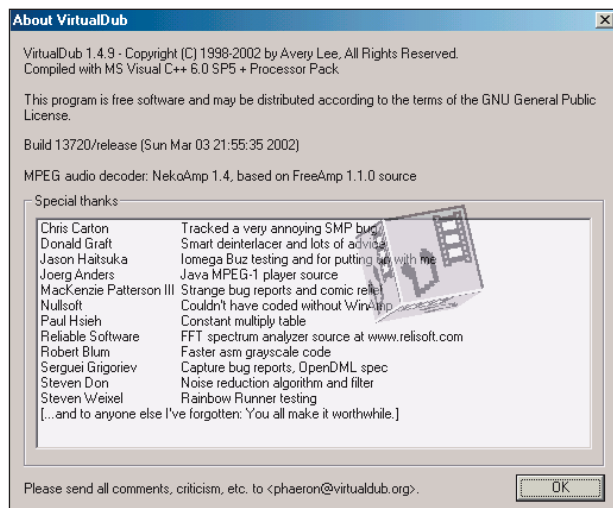 About VirtualDub
VirtualDub 1.4.9 - Copyright (C) 1998-2002 by Avery Lee, All Rights Reserved.
Compiled with MS Visual C++ 6.0 SP5 + Processor Pack
This program is free software and may be distributed according to the terms of the GNU General Public
License.
Build 13720/release (Sun Mar 03 21:55:35 2002)
MPEG audio decoder: NekoAmp 1.4, based on FreeAmp 1.1.0 source
Special thanks
Chris Carton Tracked a very annoying SMP bug
Donald Graft Smart deinterlacer and lots of advice
Jason Haitsuka Iomega Buz testing and for putting up with me
Joerg Anders Java MPEG-1 player source
MacKenzie Patterson III Strange bug reports and comic relief
Nullsoft Couldn't have coded without WinAmp
Paul Hsieh Constant multiply table
Reliable Software FFT spectrum analyzer source at www.relisoft.com
Robert Blum Faster asm grayscale code
Serguei Grigoriev Capture bug reports, OpenDML spec
Steven Don Noise reduction algorithm and filter
Steven Weixel Rainbow Runner testing
[...and to anyone else I've forgotten: You all make it worthwhile.]
Please send all comments, criticism, etc. to <phaeron@virtualdub.org>.
OK